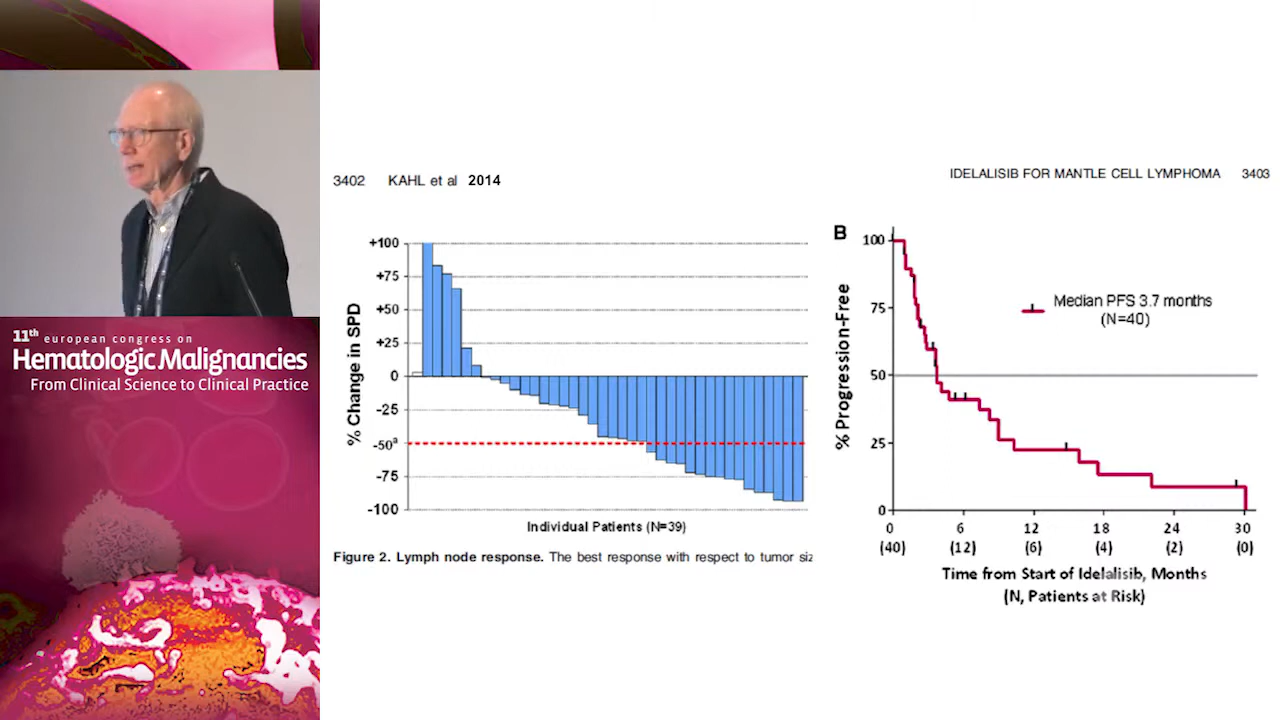 11th european congress on
Hematologic Malignancies
From Clinical Science to Clinical Practice
3402 KAHL et al 2014
+100
+75
+50
+25
0
-25
-50a
-75
-100
% Change in SPD
Individual Patients (N=39)
Figure 2. Lymph node response. The best response with respect to tumor siz
IDELALISIB FOR MANTLE CELL LYMPHOMA 3403
B
100
75
50
25
0
% Progression-Free
Median PFS 3.7 months
(N=40)
0 6 12 18 24 30
(40) (12) (6) (4) (2) (0)
Time from Start of Idelalisib, Months
(N, Patients at Risk)